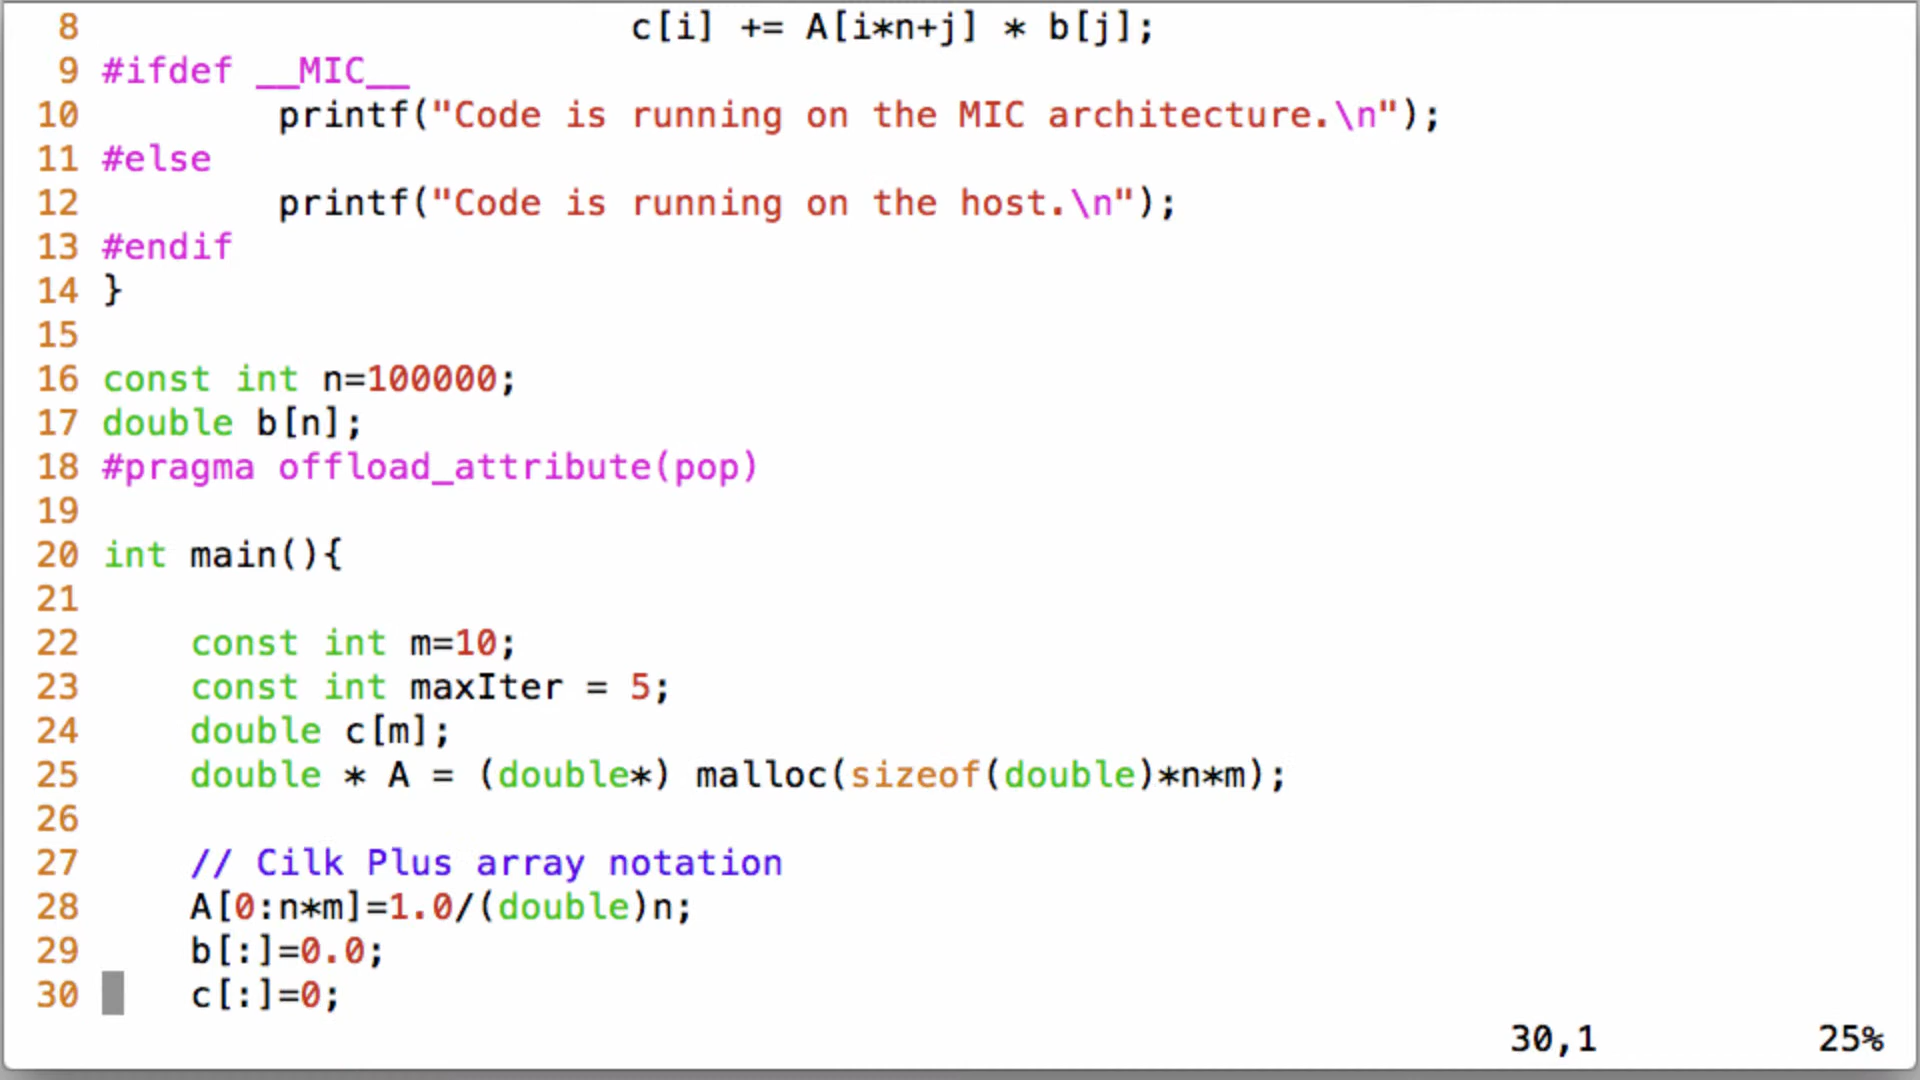 8                         c[i] += A[i*n+j] * b[j];
9 #ifdef __MIC__
10         printf("Code is running on the MIC architecture.\n");
11 #else
12         printf("Code is running on the host.\n");
13 #endif
14 }
15
16 const int n=100000;
17 double b[n];
18 #pragma offload_attribute(pop)
19
20 int main(){
21
22     const int m=10;
23     const int maxIter = 5;
24     double c[m];
25     double * A = (double*) malloc(sizeof(double)*n*m);
26
27     // Cilk Plus array notation
28     A[0:n*m]=1.0/(double)n;
29     b[:]=0.0;
30     c[:]=0;
30,1          25%